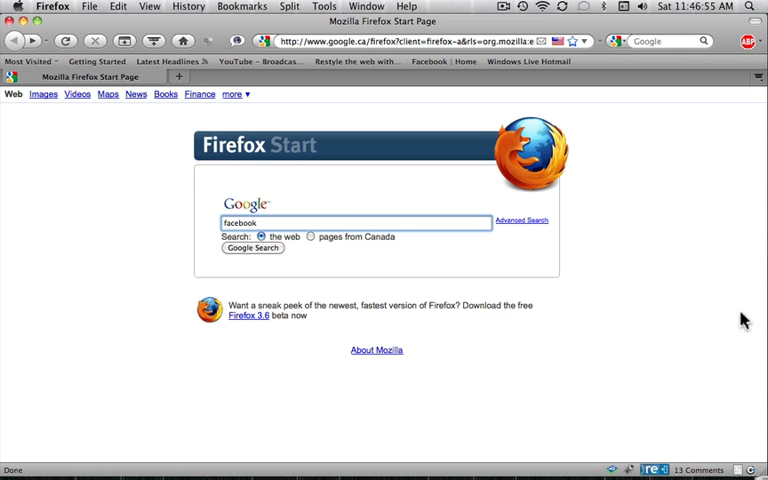 Firefox File Edit View History Bookmarks Split Tools Window Help Sat 11:46:55 AM
Mozilla Firefox Start Page
http://www.google.ca/firefox?client=firefox-a&rls=org.mozilla:e Google ABP
Most Visited Getting Started Latest Headlines YouTube - Broadcas... Restyle the web with... Facebook | Home Windows Live Hotmail
Mozilla Firefox Start Page +
Web Images Videos Maps News Books Finance more ▼
Firefox Start
Google™
facebook
Advanced Search
Search: the web pages from Canada
Google Search
Want a sneak peek of the newest, fastest version of Firefox? Download the free
Firefox 3.6 beta now
About Mozilla
Done re 13 Comments